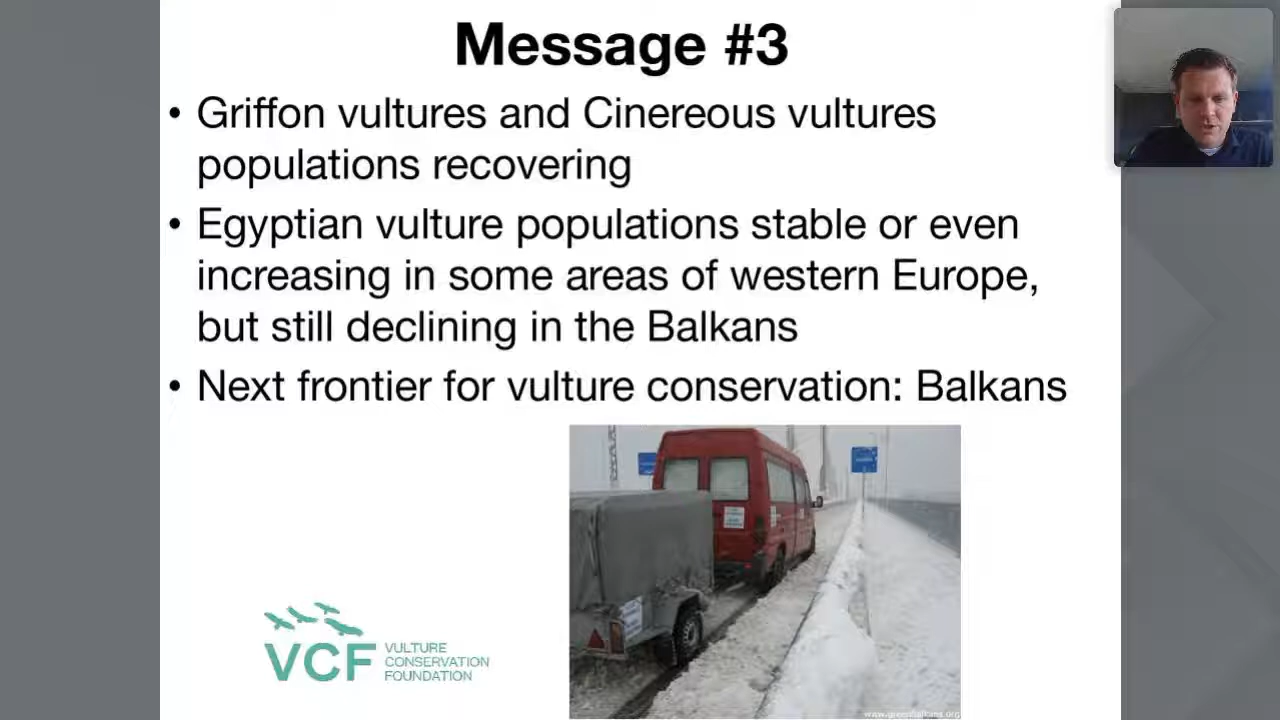 Message #3
• Griffon vultures and Cinereous vultures
populations recovering
• Egyptian vulture populations stable or even
increasing in some areas of western Europe,
but still declining in the Balkans
• Next frontier for vulture conservation: Balkans
VCF
VULTURE
CONSERVATION
FOUNDATION
www.greenbalkans.org